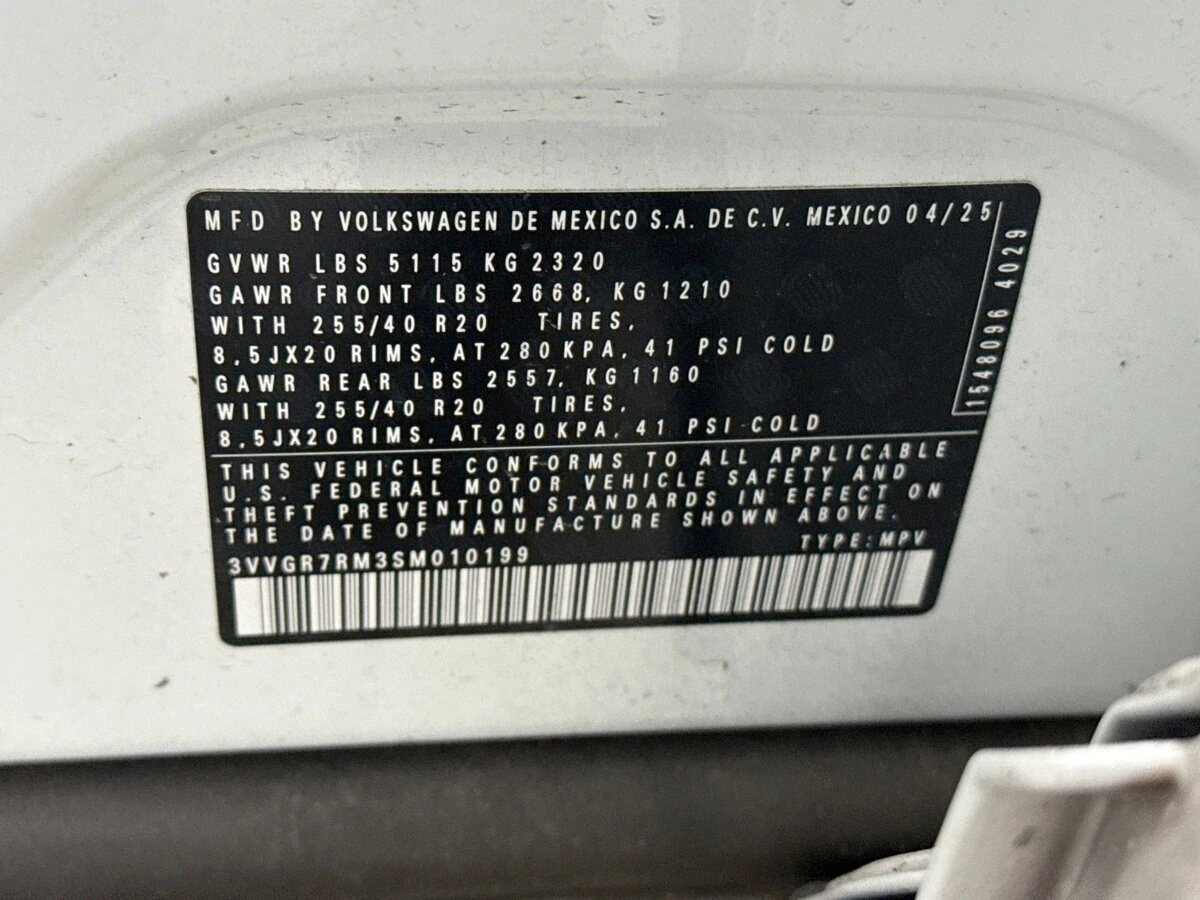 MFD BY VOLKSWAGEN DE MEXICO S.A. DE C.V. MEXICO 04/25
GVWR LBS 5115 KG 2320
GAWR FRONT LBS 2668, KG 1210
WITH 255/40 R20 TIRES,
8,5JX20 RIMS, AT 280 KPA, 41 PSI COLD
GAWR REAR LBS 2557, KG 1160
WITH 255/40 R20 TIRES,
8,5JX20 RIMS, AT 280 KPA, 41 PSI COLD
1548096 4029
THIS VEHICLE CONFORMS TO ALL APPLICABLE
U.S. FEDERAL MOTOR VEHICLE SAFETY AND
THEFT PREVENTION STANDARDS IN EFFECT ON
THE DATE OF MANUFACTURE SHOWN ABOVE.
TYPE: MPV
3VVGR7RM3SM010199